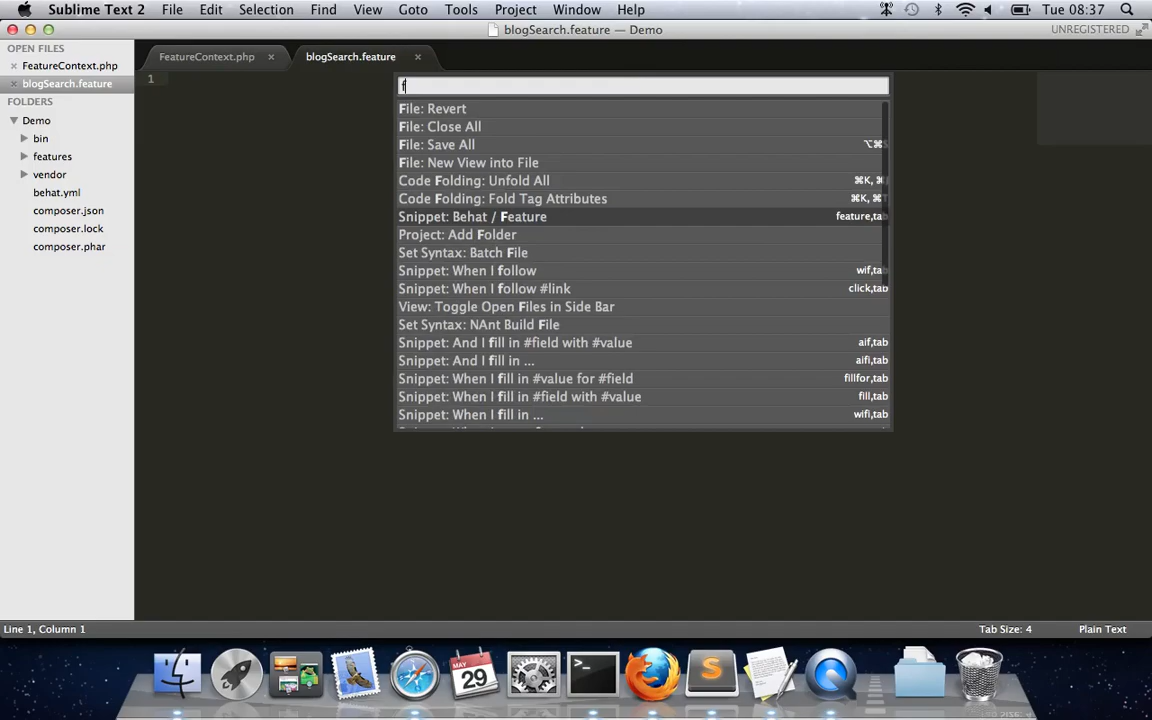 Sublime Text 2 File Edit Selection Find View Goto Tools Project Window Help Tue 08:37
blogSearch.feature — Demo UNREGISTERED
OPEN FILES
FeatureContext.php
blogSearch.feature
FOLDERS
Demo
bin
features
vendor
behat.yml
composer.json
composer.lock
composer.phar
FeatureContext.php blogSearch.feature
1
f
File: Revert
File: Close All
File: Save All ⌥⌘S
File: New View into File
Code Folding: Unfold All ⌘K, ⌘
Code Folding: Fold Tag Attributes ⌘K, ⌘T
Snippet: Behat / Feature feature,tab
Project: Add Folder
Set Syntax: Batch File
Snippet: When I follow wif,tab
Snippet: When I follow #link click,tab
View: Toggle Open Files in Side Bar
Set Syntax: NAnt Build File
Snippet: And I fill in #field with #value aif,tab
Snippet: And I fill in ... aifi,tab
Snippet: When I fill in #value for #field fillfor,tab
Snippet: When I fill in #field with #value fill,tab
Snippet: When I fill in ... wifi,tab
Line 1, Column 1 Tab Size: 4 Plain Text
MAY
29